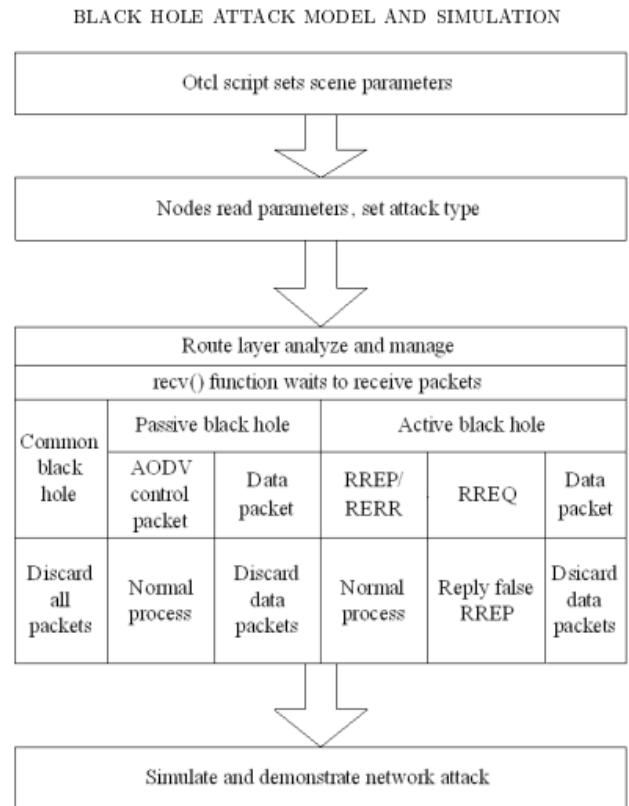 BLACK HOLE ATTACK MODEL AND SIMULATION
Otcl script sets scene parameters
Nodes read parameters, set attack type
Route layer analyze and manage
recv() function waits to receive packets
Common
black
hole
Passive black hole
Active black hole
AODV
control
packet
Data
packet
RREP/
RERR
RREQ
Data
packet
Discard
all
packets
Normal
process
Discard
data
packets
Normal
process
Reply false
RREP
Dsicard
data
packets
Simulate and demonstrate network attack